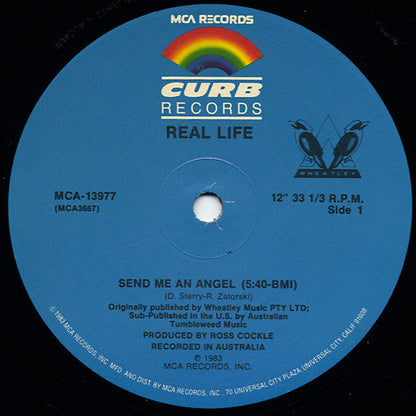 MCA RECORDS
CURB
RECORDS
REAL LIFE
WHEATLEY
MCA-13977
(MCA3667)
12" 33 1/3 R.P.M.
Side 1
SEND ME AN ANGEL (5:40-BMI)
(D. Sterry-R. Zatorski)
Originally published by Wheatley Music PTY LTD;
Sub-Published in the U.S. by Australian
Tumbleweed Music
PRODUCED BY ROSS COCKLE
RECORDED IN AUSTRALIA
℗ 1983
MCA RECORDS, INC.
©1983 MCA RECORDS, INC. MFD. AND DIST. BY MCA RECORDS, INC., 70 UNIVERSAL CITY PLAZA, UNIVERSAL CITY, CALIF. 91608